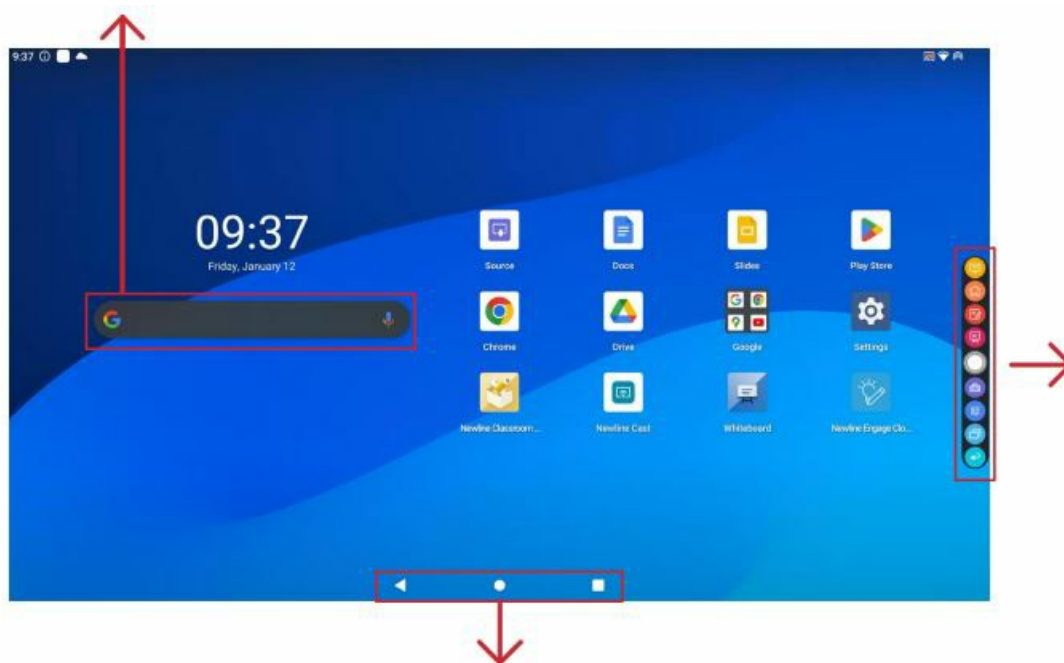 9:37
09:37
Friday, January 12
Source
Docs
Slides
Play Store
Chrome
Drive
Google
Settings
Newline Classroom...
Newline Cast
Whiteboard
Newline Engage Clo...